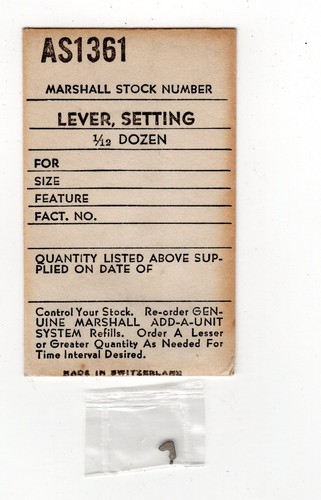 AS1361
MARSHALL STOCK NUMBER
LEVER, SETTING
1/12 DOZEN
FOR
SIZE
FEATURE
FACT. NO.
QUANTITY LISTED ABOVE SUP-
PLIED ON DATE OF
Control Your Stock. Re-order GEN-
UINE MARSHALL ADD-A-UNIT
SYSTEM Refills. Order A Lesser
or Greater Quantity As Needed For
Time Interval Desired.
MADE IN SWITZERLAND